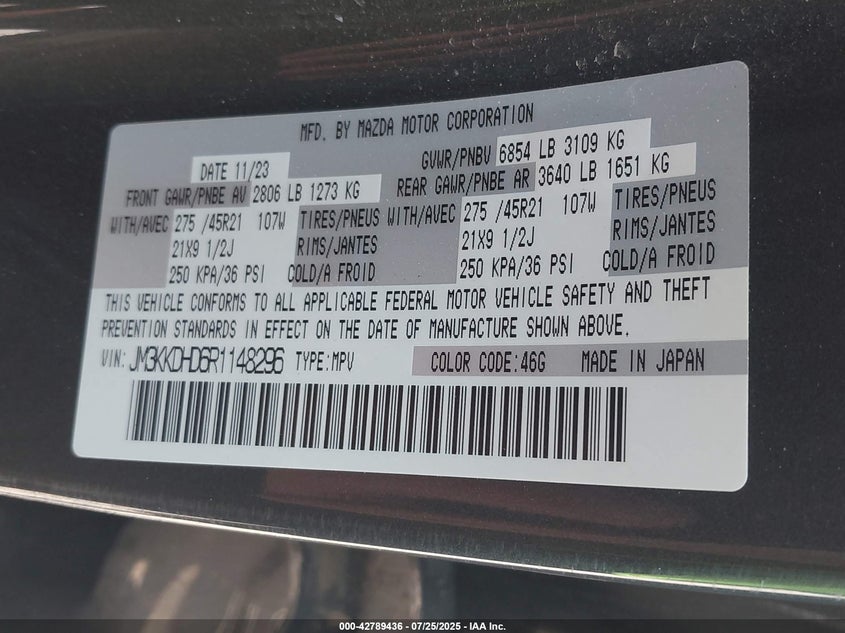 MFD. BY MAZDA MOTOR CORPORATION
DATE 11/23 GVWR/PNBV 6854 LB 3109 KG
FRONT GAWR/PNBE AV 2806 LB 1273 KG REAR GAWR/PNBE AR 3640 LB 1651 KG
WITH/AVEC 275 /45R21 107W TIRES/PNEUS WITH/AVEC 275 /45R21 107W TIRES/PNEUS
21X9 1/2J RIMS/JANTES 21X9 1/2J RIMS/JANTES
250 KPA/36 PSI COLD/A FROID 250 KPA/36 PSI COLD/A FROID
THIS VEHICLE CONFORMS TO ALL APPLICABLE FEDERAL MOTOR VEHICLE SAFETY AND THEFT
PREVENTION STANDARDS IN EFFECT ON THE DATE OF MANUFACTURE SHOWN ABOVE.
VIN: JM3KKDHD6R1148296 TYPE:MPV COLOR CODE:46G MADE IN JAPAN
000-42789436 - 07/25/2025 - IAA Inc.